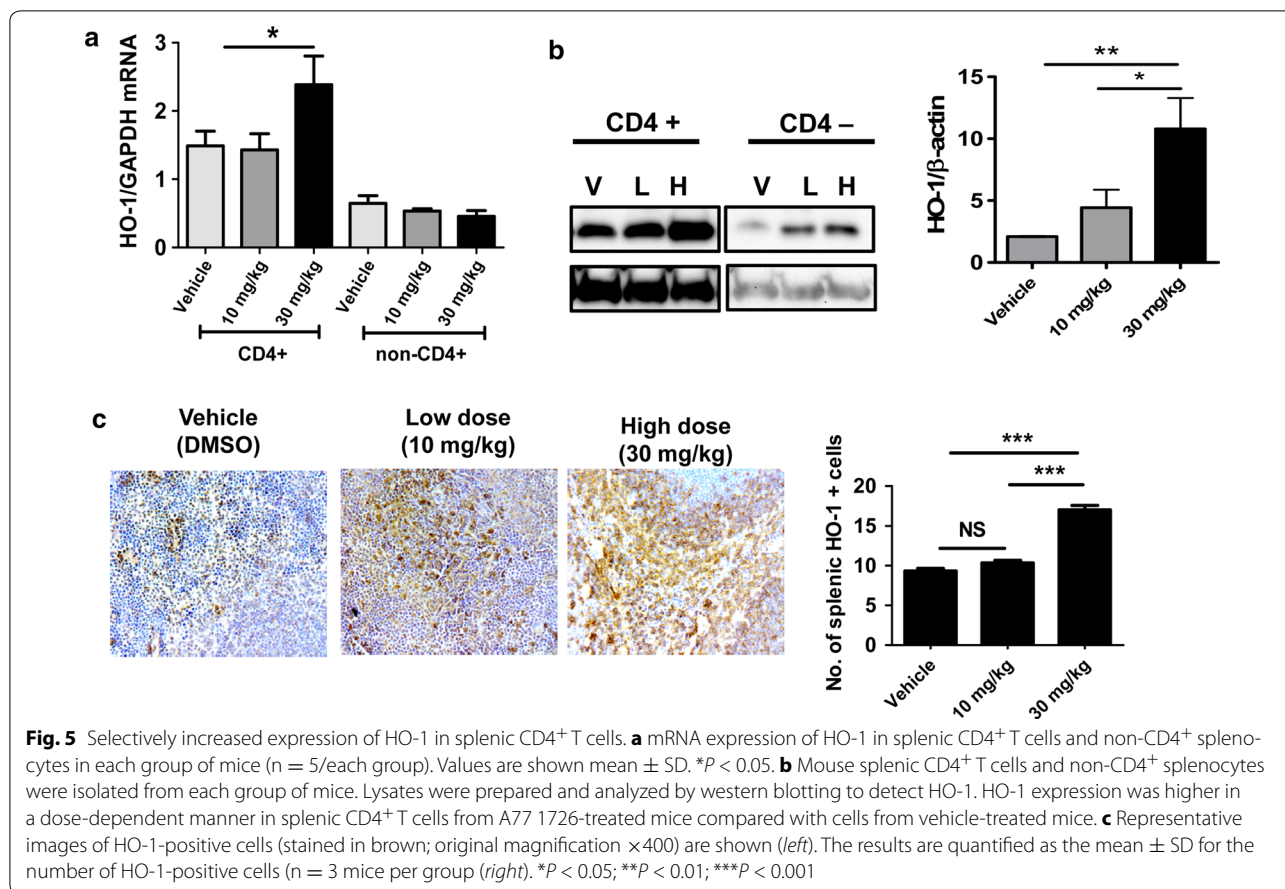 a
*
3
2
1
0
HO-1/GAPDH mRNA
Vehicle
10 mg/kg
30 mg/kg
Vehicle
10 mg/kg
30 mg/kg
CD4+
non-CD4+
b
CD4 +
CD4 –
V L H
V L H
**
*
15
10
5
0
HO-1/β-actin
Vehicle
10 mg/kg
30 mg/kg
c
Vehicle
(DMSO)
Low dose
(10 mg/kg)
High dose
(30 mg/kg)
***
***
NS
20
15
10
5
0
No. of splenic HO-1 + cells
Vehicle
10 mg/kg
30 mg/kg
Fig. 5 Selectively increased expression of HO-1 in splenic CD4⁺ T cells. a mRNA expression of HO-1 in splenic CD4⁺ T cells and non-CD4⁺ spleno-
cytes in each group of mice (n = 5/each group). Values are shown mean ± SD. *P < 0.05. b Mouse splenic CD4⁺ T cells and non-CD4⁺ splenocytes
were isolated from each group of mice. Lysates were prepared and analyzed by western blotting to detect HO-1. HO-1 expression was higher in
a dose-dependent manner in splenic CD4⁺ T cells from A77 1726-treated mice compared with cells from vehicle-treated mice. c Representative
images of HO-1-positive cells (stained in brown; original magnification ×400) are shown (left). The results are quantified as the mean ± SD for the
number of HO-1-positive cells (n = 3 mice per group (right). *P < 0.05; **P < 0.01; ***P < 0.001